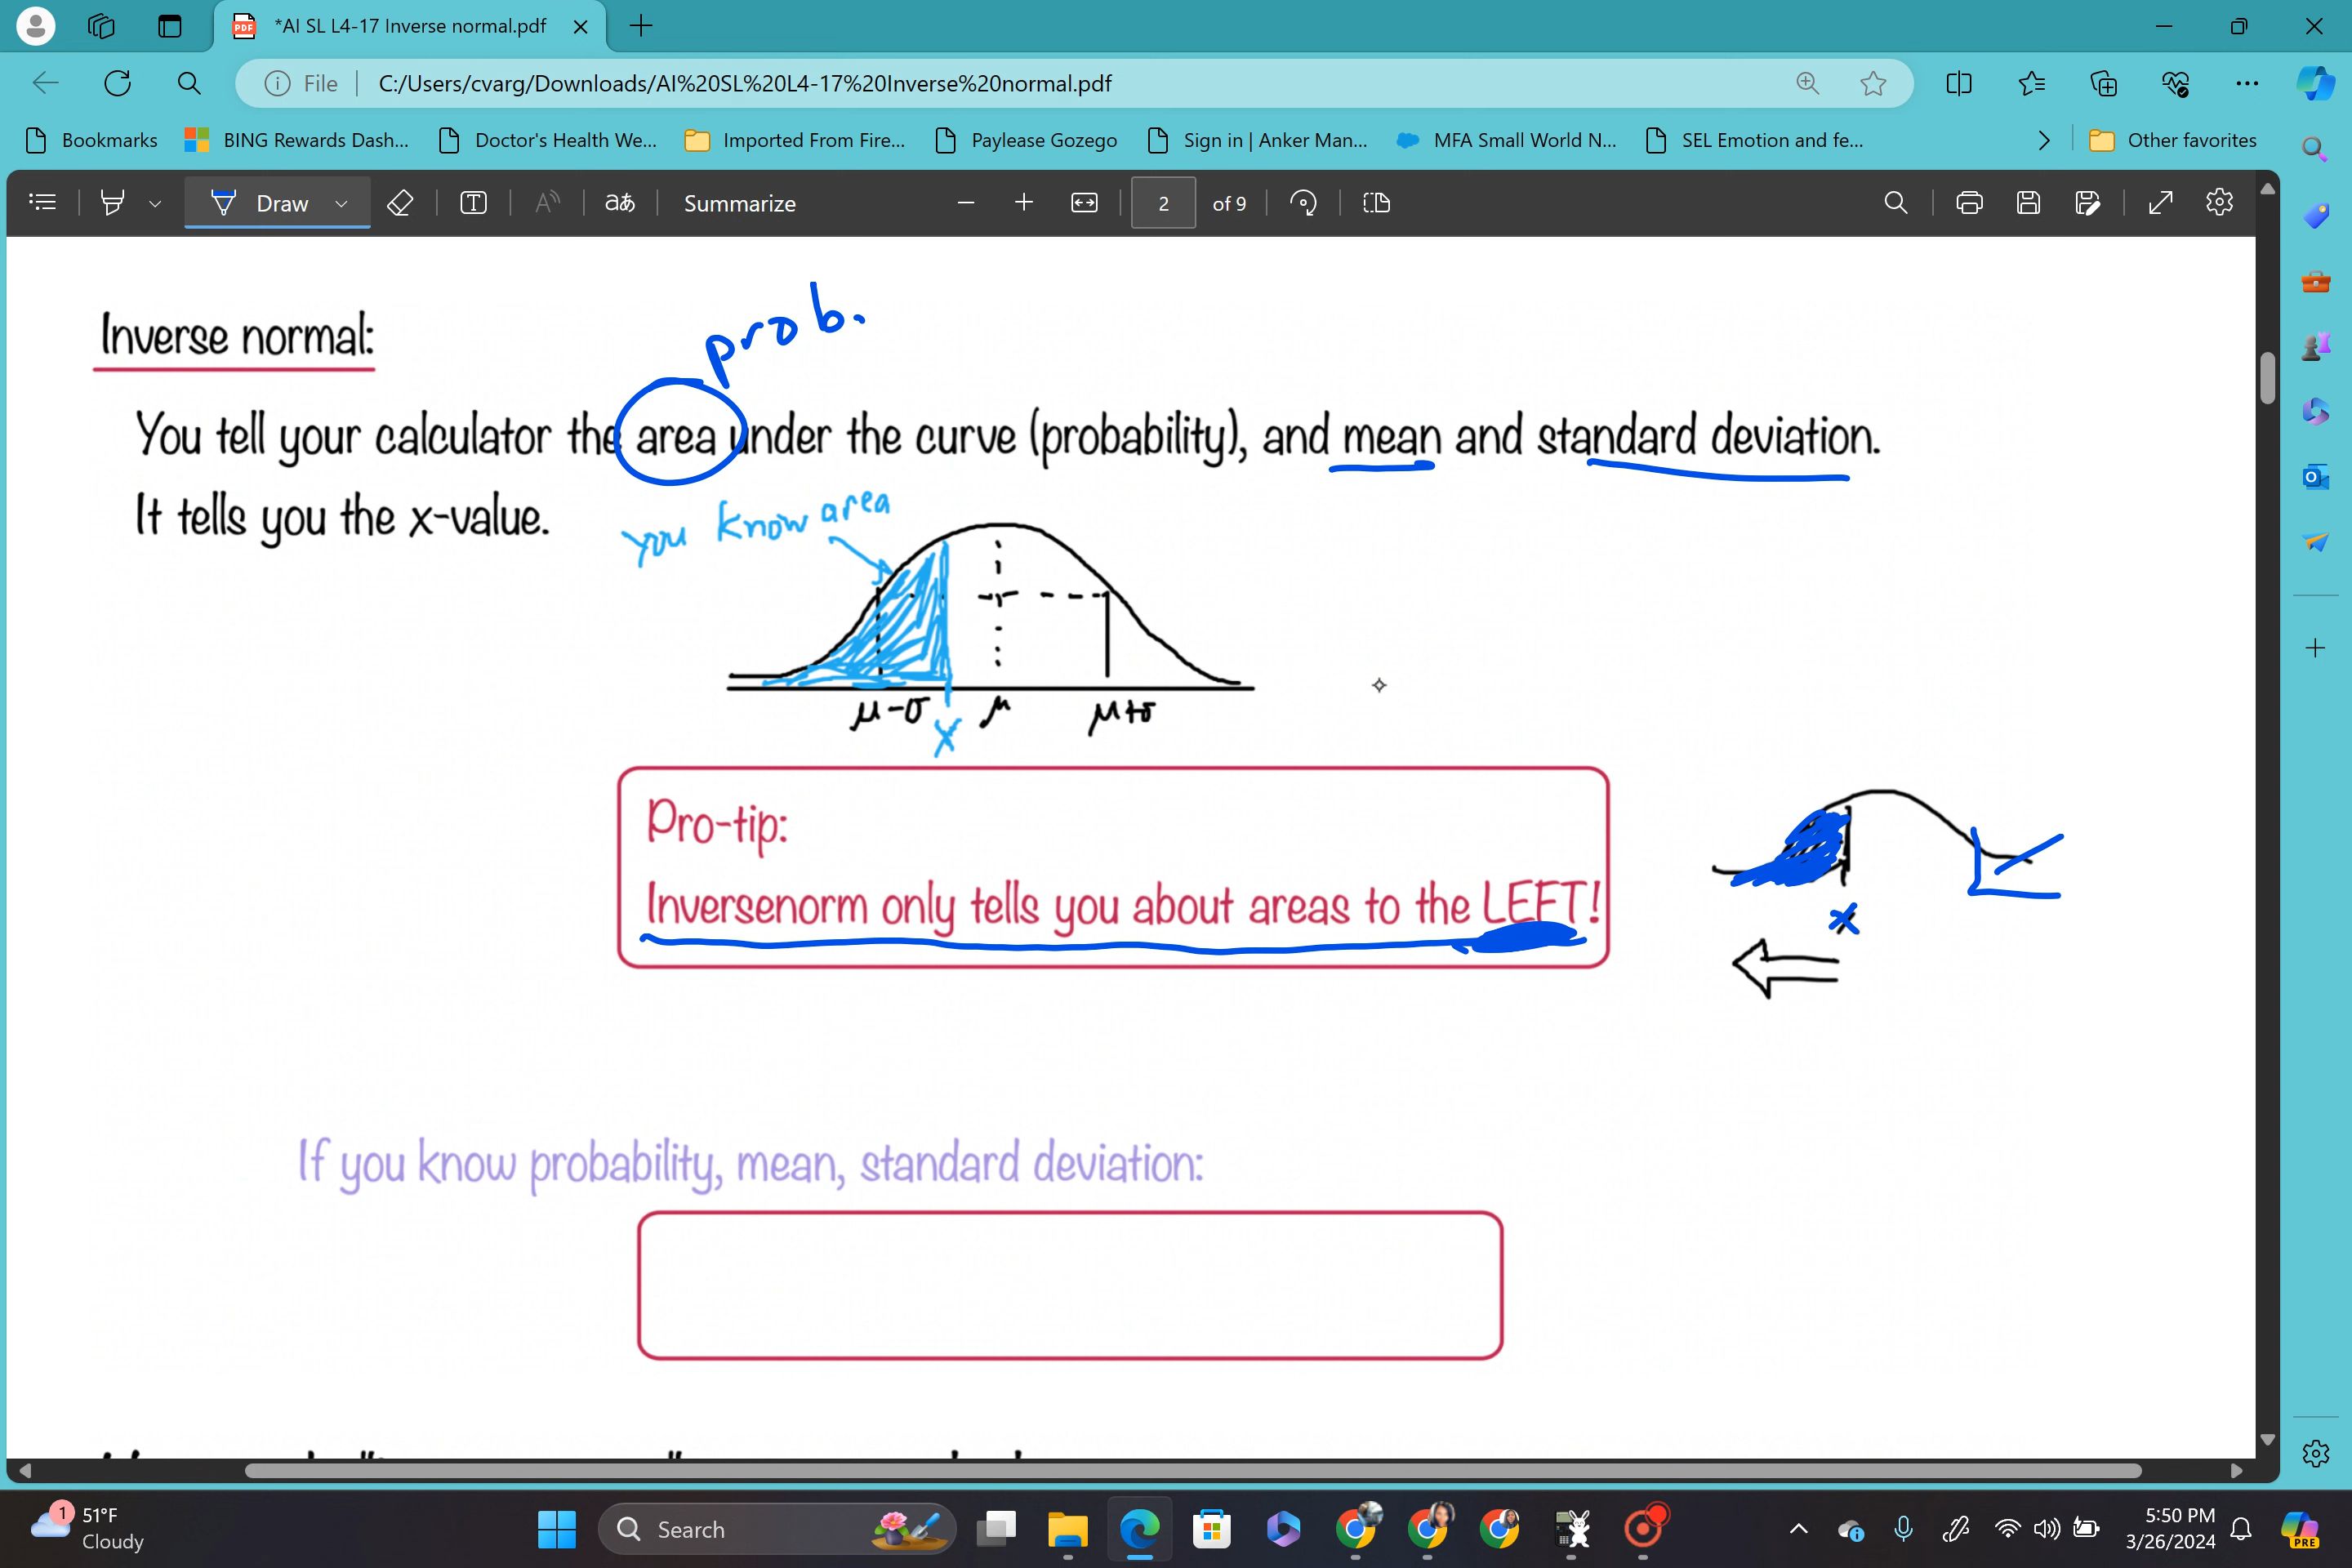 *AI SL L4-17 Inverse normal.pdf
File
C:/Users/cvarg/Downloads/AI%20SL%20L4-17%20Inverse%20normal.pdf
Bookmarks
BING Rewards Dash...
Doctor's Health We...
Imported From Fire...
Paylease Gozego
Sign in | Anker Man...
MFA Small World N...
SEL Emotion and fe...
Other favorites
Draw
Summarize
2 of 9
prob.
Inverse normal:
You tell your calculator the area under the curve (probability), and mean and standard deviation.
It tells you the x-value.
you know area
μ-σ x μ μ+σ
Pro-tip:
Inversenorm only tells you about areas to the LEFT!
x
If you know probability, mean, standard deviation:
1
51°F
Cloudy
Search
5:50 PM
3/26/2024
PRE